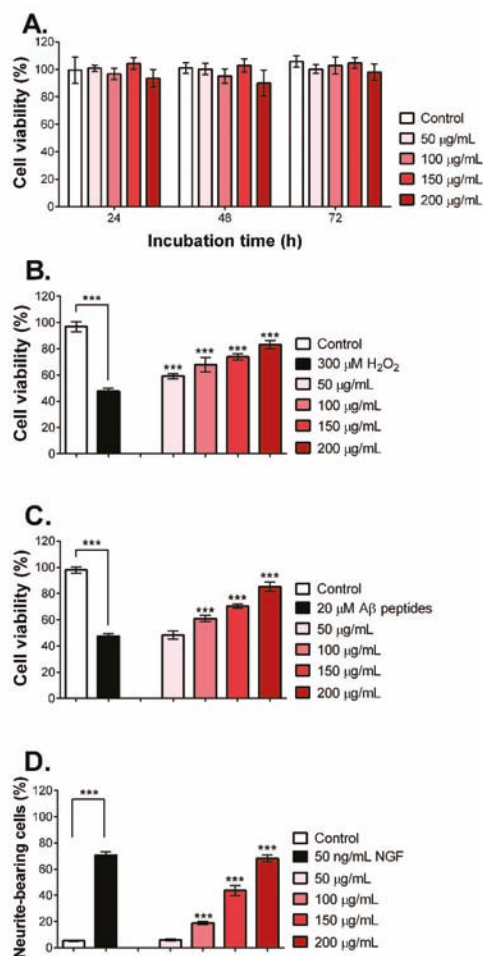 A.
Cell viability (%)
120
100
80
60
40
20
0
24
48
72
Incubation time (h)
Control
50 μg/mL
100 μg/mL
150 μg/mL
200 μg/mL
B.
Cell viability (%)
120
100
80
60
40
20
0
***
***
***
***
***
Control
300 μM H₂O₂
50 μg/mL
100 μg/mL
150 μg/mL
200 μg/mL
C.
Cell viability (%)
120
100
80
60
40
20
0
***
***
***
***
Control
20 μM Aβ peptides
50 μg/mL
100 μg/mL
150 μg/mL
200 μg/mL
D.
Neurite-bearing cells (%)
120
100
80
60
40
20
0
***
***
***
***
Control
50 ng/mL NGF
50 μg/mL
100 μg/mL
150 μg/mL
200 μg/mL